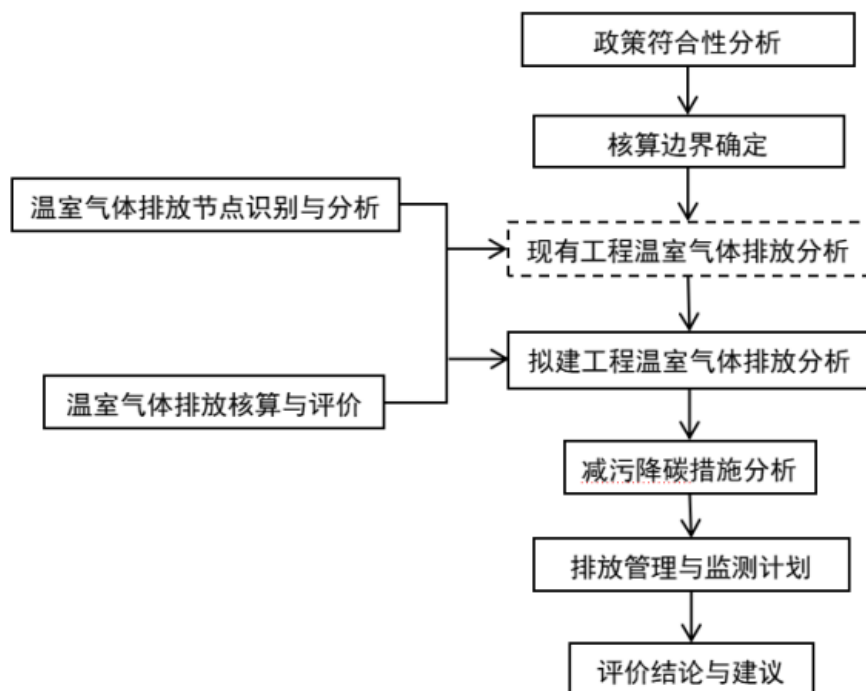 政策符合性分析
核算边界确定
温室气体排放节点识别与分析
现有工程温室气体排放分析
拟建工程温室气体排放分析
温室气体排放核算与评价
减污降碳措施分析
排放管理与监测计划
评价结论与建议